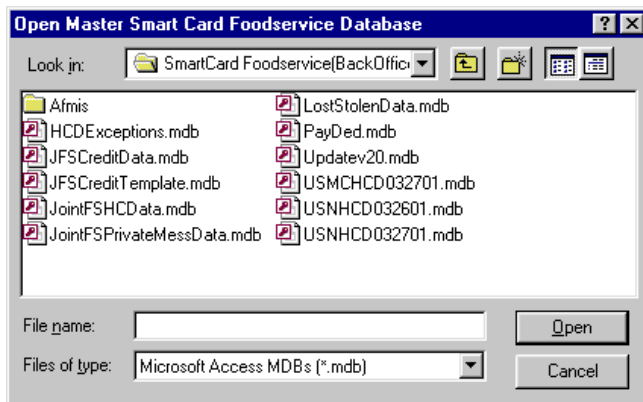 Open Master Smart Card Foodservice Database
Look in: SmartCard Foodservice(BackOffic
Afmis
HCDExceptions.mdb
JFSCreditData.mdb
JFSCreditTemplate.mdb
JointFSHCData.mdb
JointFSPrivateMessData.mdb
LostStolenData.mdb
PayDed.mdb
Updatev20.mdb
USMCHCD032701.mdb
USNHCD032601.mdb
USNHCD032701.mdb
File name:
Open
Files of type: Microsoft Access MDBs (*.mdb)
Cancel